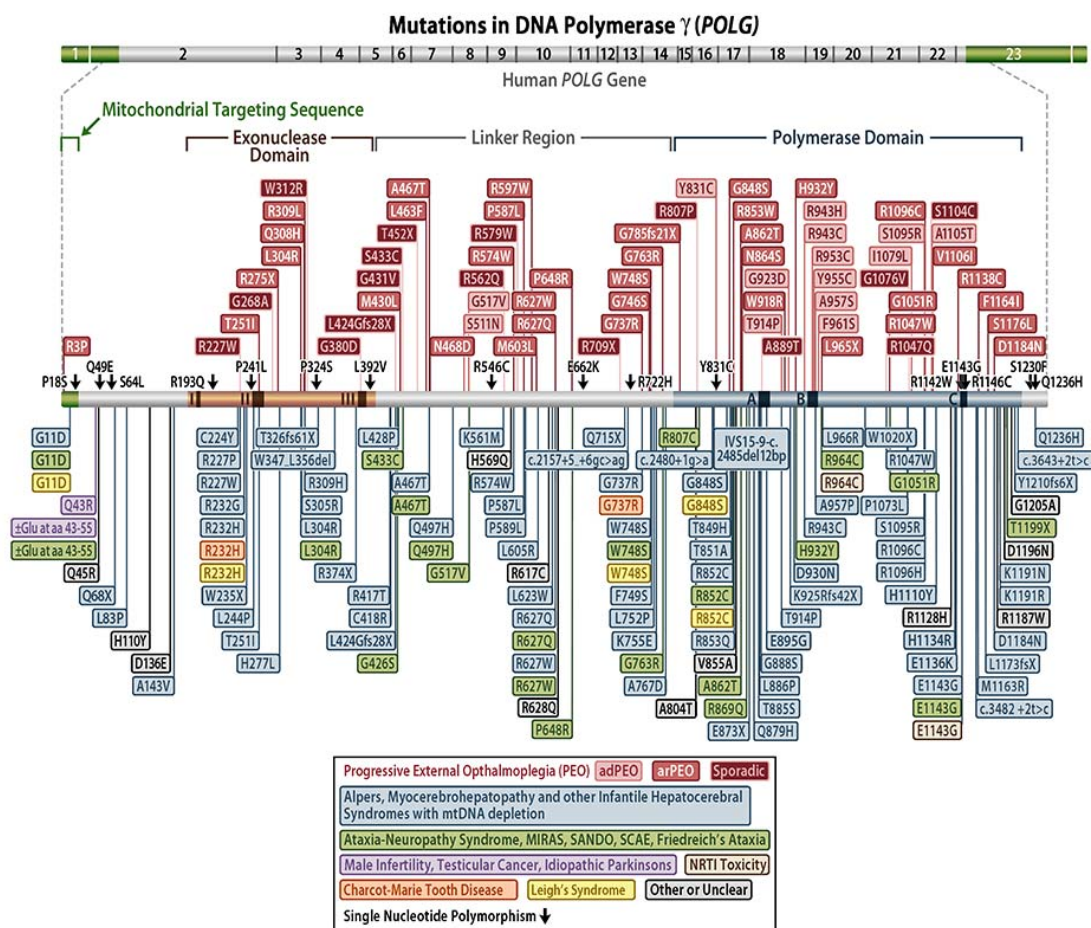 Mutations in DNA Polymerase γ (POLG)
1 2 3 4 5 6 7 8 9 10 11 12 13 14 15 16 17 18 19 20 21 22 23
Human POLG Gene
Mitochondrial Targeting Sequence
Exonuclease Domain
Linker Region
Polymerase Domain
W312R A467T R597W Y831C G848S H932Y
R309L L463F P587L R807P R853W R943H R1096C S1104C
Q308H T452X R579W G785fs21X A862T R943C S1095R A1105T
L304R S433C R574W G763R N864S R953C I1079L V1106I
R275X G431V R562Q P648R W748S G923D Y955C G1076V R1138C
G268A M430L G517V R627W G746S W918R A957S G1051R F1164I
T251I L424Gfs28X S511N R627Q G737R T914P F961S R1047W S1176L
R3P R227W G380D N468D M603L R709X A889T L965X R1047Q D1184N
Q49E P241L P324S L392V R546C E662K Y831C E1143G S1230F
P18S S64L R193Q R722H R1142W R1146C Q1236H
A B C
G11D C224Y T326fs61X L428P K561M Q715X R807C IVS15-9-c. 2485del12bp L966R W1020X Q1236H
G11D R227P W347_L356del S433C H569Q c.2157+5_+6gc>ag c.2480+1g>a R964C R1047W c.3643+2t>c
G11D R227W R309H A467T R574W G737R G848S R964C G1051R Y1210fs6X
Q43R R232G S305R A467T P587L G737R G848S A957P P1073L G1205A
±Glu at aa 43-55 R232H L304R Q497H P589L W748S T849H R943C S1095R T1199X
±Glu at aa 43-55 R232H L304R Q497H L605R W748S T851A H932Y R1096C D1196N
Q45R R232H R374X G517V R617C W748S R852C D930N R1096H K1191N
Q68X W235X R417T L623W F749S R852C K925Rfs42X H1110Y K1191R
L83P L244P C418R R627Q L752P R852C T914P R1128H R1187W
H110Y T251I L424Gfs28X R627Q K755E R853Q E895G H1134R D1184N
D136E H277L G426S R627W G763R V855A G888S E1136K L1173fsX
A143V R627W A767D A862T L886P E1143G M1163R
R628Q A804T R869Q T885S E1143G c.3482 +2t>c
P648R E873X Q879H E1143G
Progressive External Opthalmoplegia (PEO) adPEO arPEO Sporadic
Alpers, Myocerebrohepatopathy and other Infantile Hepatocerebral
Syndromes with mtDNA depletion
Ataxia-Neuropathy Syndrome, MIRAS, SANDO, SCAE, Friedreich's Ataxia
Male Infertility, Testicular Cancer, Idiopathic Parkinsons NRTI Toxicity
Charcot-Marie Tooth Disease Leigh's Syndrome Other or Unclear
Single Nucleotide Polymorphism